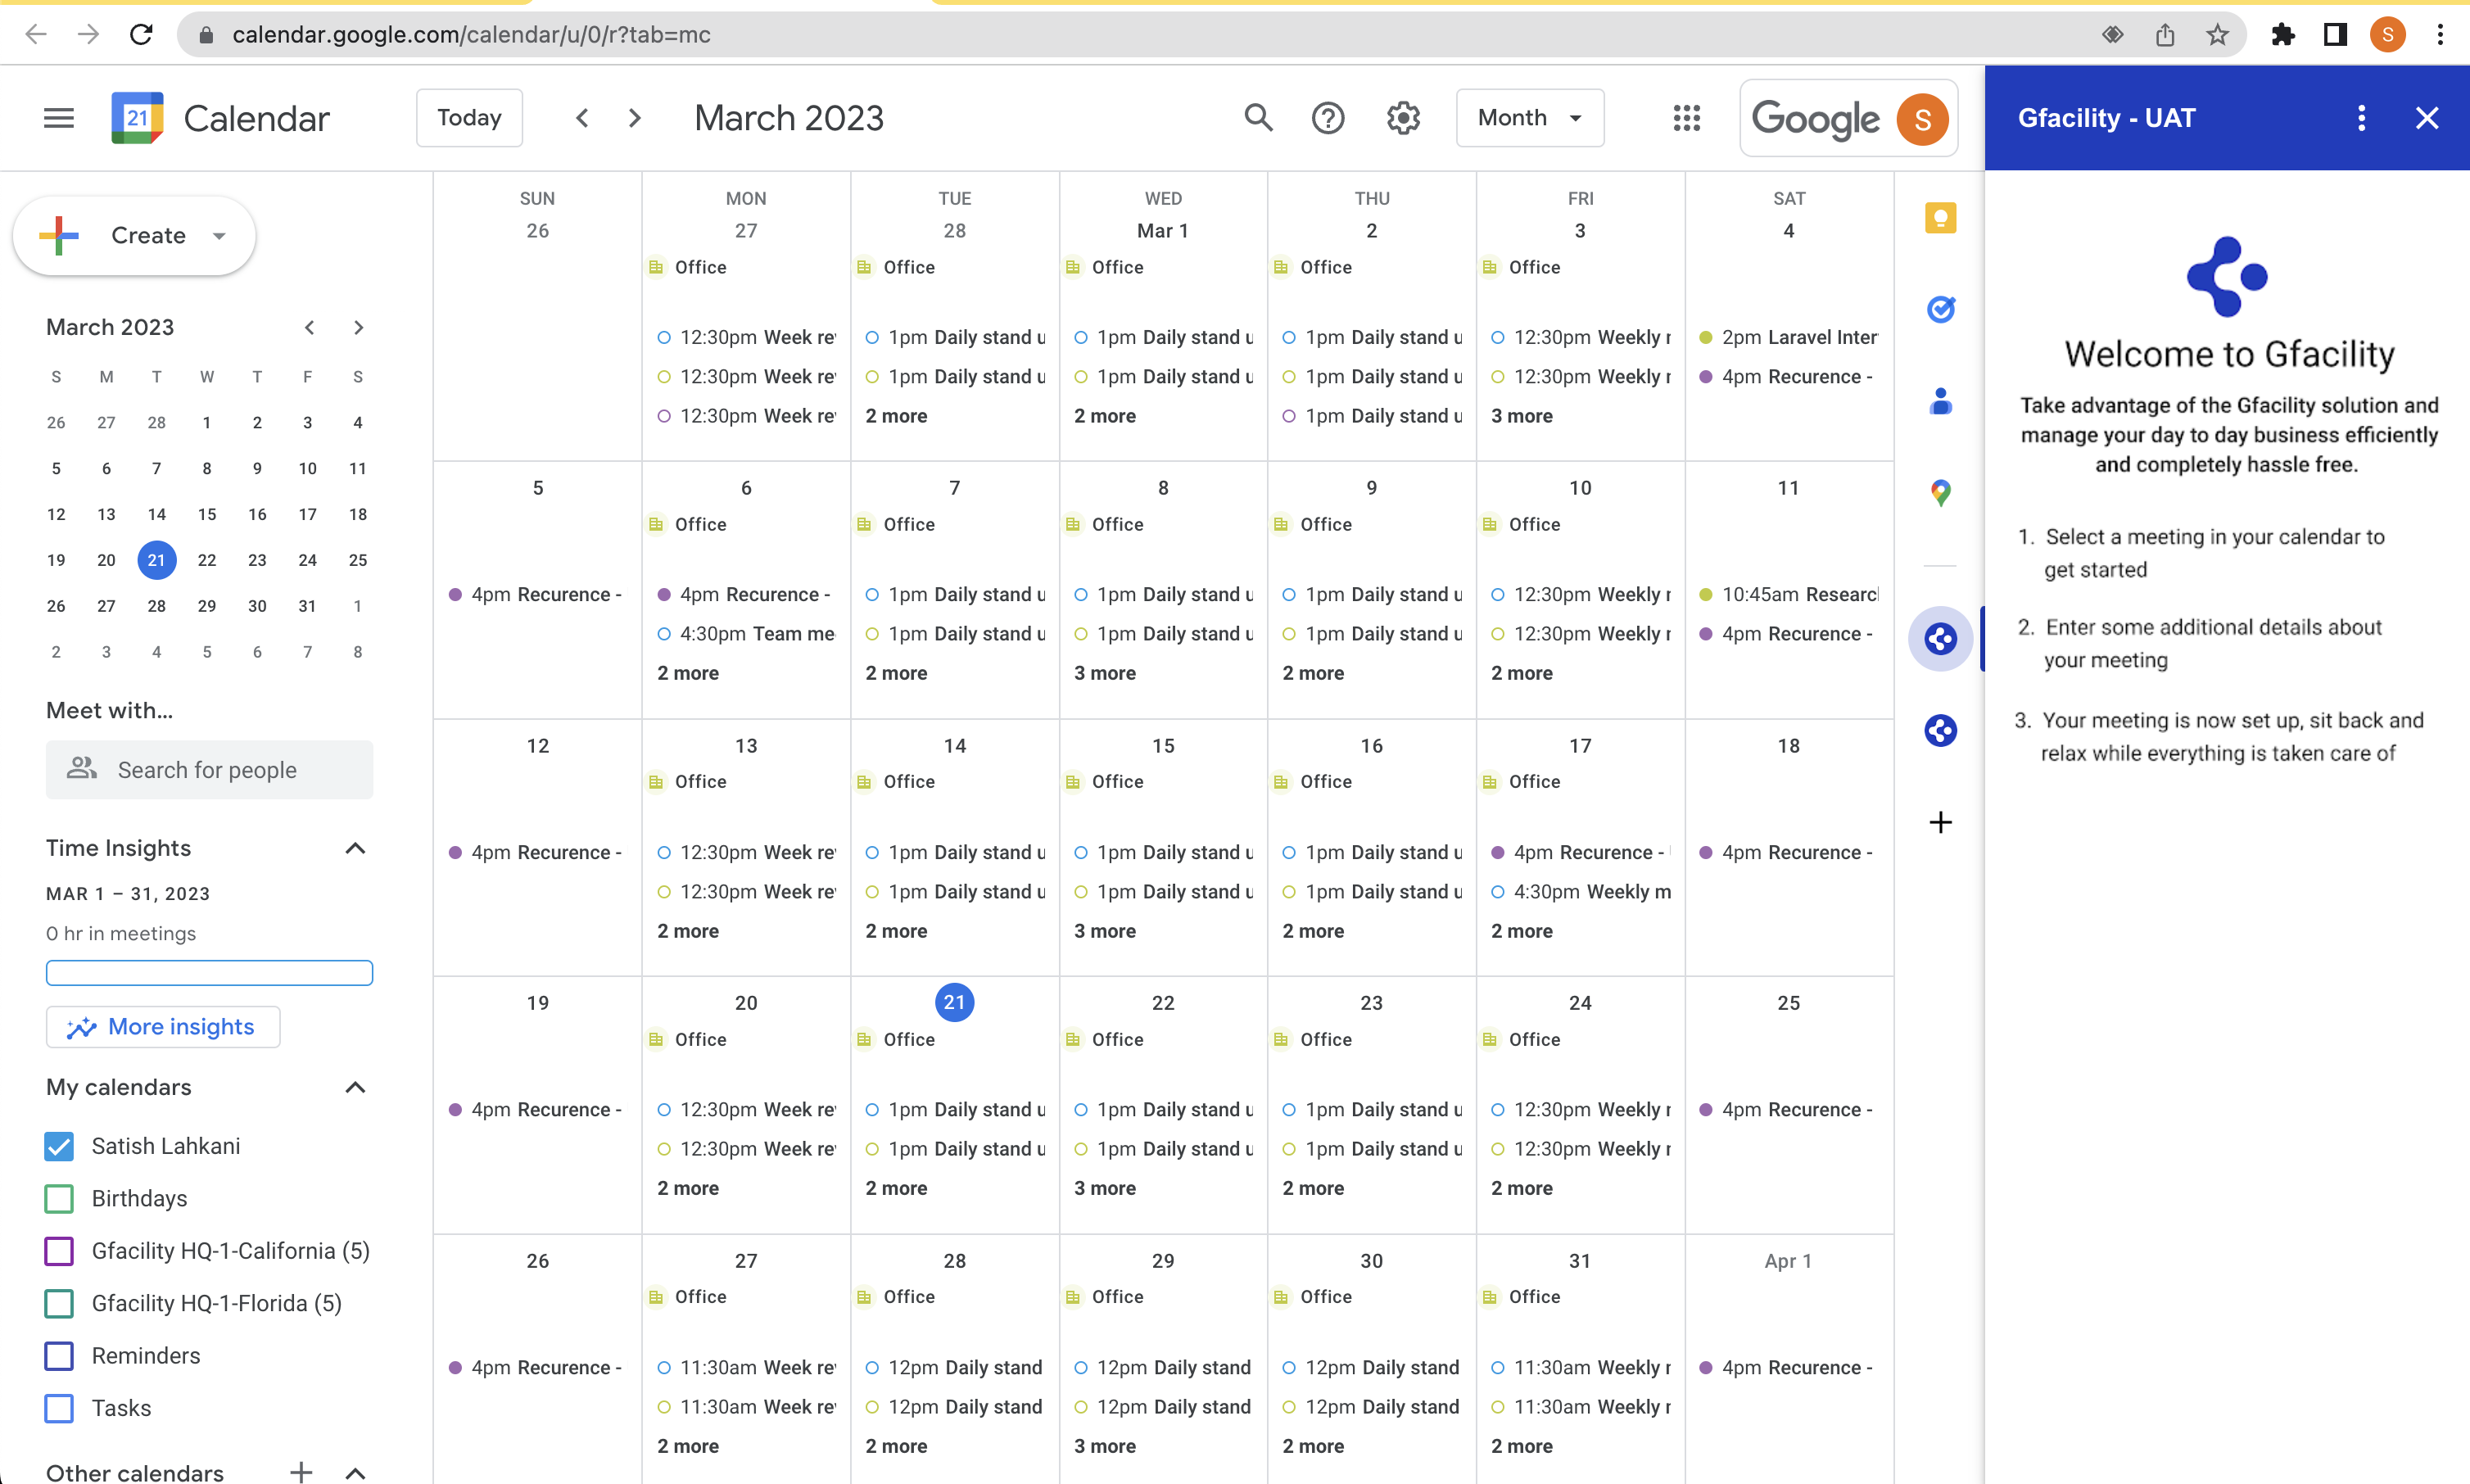 calendar.google.com/calendar/u/0/r?tab=mc
S
21
Calendar
Today
March 2023
Month
Google
S
Gfacility - UAT
Create
March 2023
S M T W T F S
26 27 28 1 2 3 4
5 6 7 8 9 10 11
12 13 14 15 16 17 18
19 20 21 22 23 24 25
26 27 28 29 30 31 1
2 3 4 5 6 7 8
Meet with...
Search for people
Time Insights
MAR 1 – 31, 2023
0 hr in meetings
More insights
My calendars
Satish Lahkani
Birthdays
Gfacility HQ-1-California (5)
Gfacility HQ-1-Florida (5)
Reminders
Tasks
Other calendars
SUN MON TUE WED THU FRI SAT
26 27 28 Mar 1 2 3 4
Office Office Office Office Office
12:30pm Week re 1pm Daily stand u 1pm Daily stand u 1pm Daily stand u 12:30pm Weekly 2pm Laravel Inter
12:30pm Week re 1pm Daily stand u 1pm Daily stand u 1pm Daily stand u 12:30pm Weekly 4pm Recurence -
12:30pm Week re 2 more 2 more 1pm Daily stand u 3 more
5 6 7 8 9 10 11
Office Office Office Office Office
4pm Recurence - 4pm Recurence - 1pm Daily stand u 1pm Daily stand u 1pm Daily stand u 12:30pm Weekly 10:45am Researc
4:30pm Team me 1pm Daily stand u 1pm Daily stand u 1pm Daily stand u 12:30pm Weekly 4pm Recurence -
2 more 2 more 3 more 2 more 2 more
12 13 14 15 16 17 18
Office Office Office Office Office
4pm Recurence - 12:30pm Week re 1pm Daily stand u 1pm Daily stand u 1pm Daily stand u 4pm Recurence - 4pm Recurence -
12:30pm Week re 1pm Daily stand u 1pm Daily stand u 1pm Daily stand u 4:30pm Weekly m
2 more 2 more 3 more 2 more 2 more
19 20 21 22 23 24 25
Office Office Office Office Office
4pm Recurence - 12:30pm Week re 1pm Daily stand u 1pm Daily stand u 1pm Daily stand u 12:30pm Weekly 4pm Recurence -
12:30pm Week re 1pm Daily stand u 1pm Daily stand u 1pm Daily stand u 12:30pm Weekly
2 more 2 more 3 more 2 more 2 more
26 27 28 29 30 31 Apr 1
Office Office Office Office Office
4pm Recurence - 11:30am Week re 12pm Daily stand 12pm Daily stand 12pm Daily stand 11:30am Weekly 4pm Recurence -
11:30am Week re 12pm Daily stand 12pm Daily stand 12pm Daily stand 11:30am Weekly
2 more 2 more 3 more 2 more 2 more
Welcome to Gfacility
Take advantage of the Gfacility solution and
manage your day to day business efficiently
and completely hassle free.
1. Select a meeting in your calendar to
get started
2. Enter some additional details about
your meeting
3. Your meeting is now set up, sit back and
relax while everything is taken care of